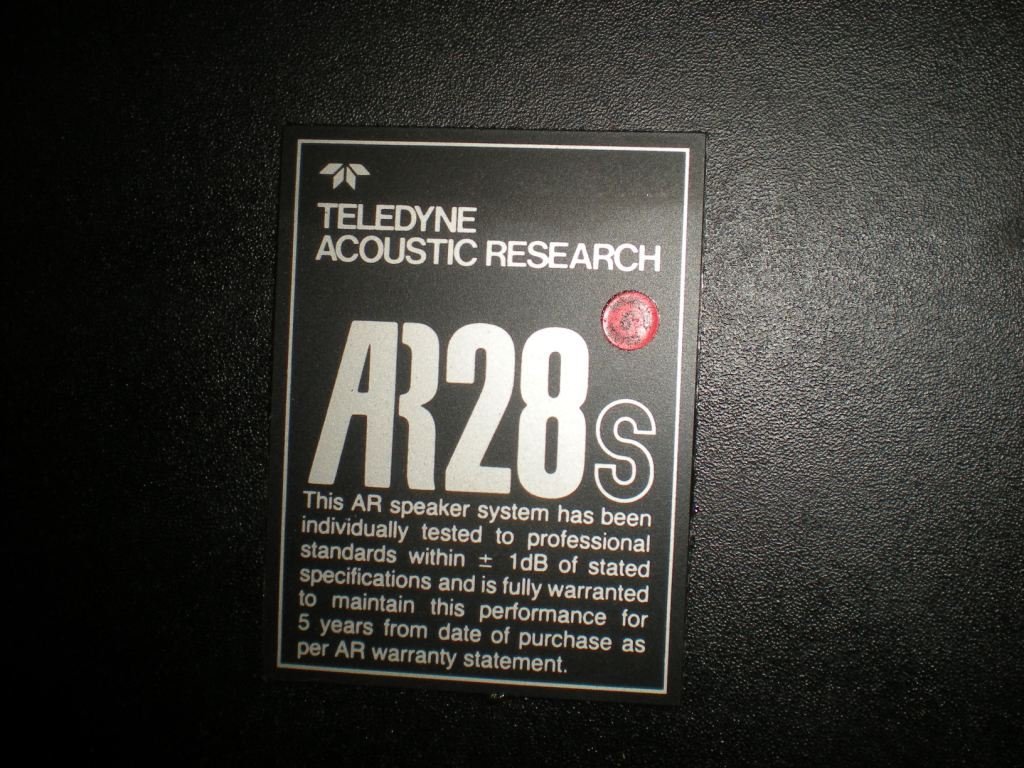 TELEDYNE
ACOUSTIC RESEARCH
AR28s
This AR speaker system has been
individually tested to professional
standards within ± 1dB of stated
specifications and is fully warranted
to maintain this performance for
5 years from date of purchase as
per AR warranty statement.